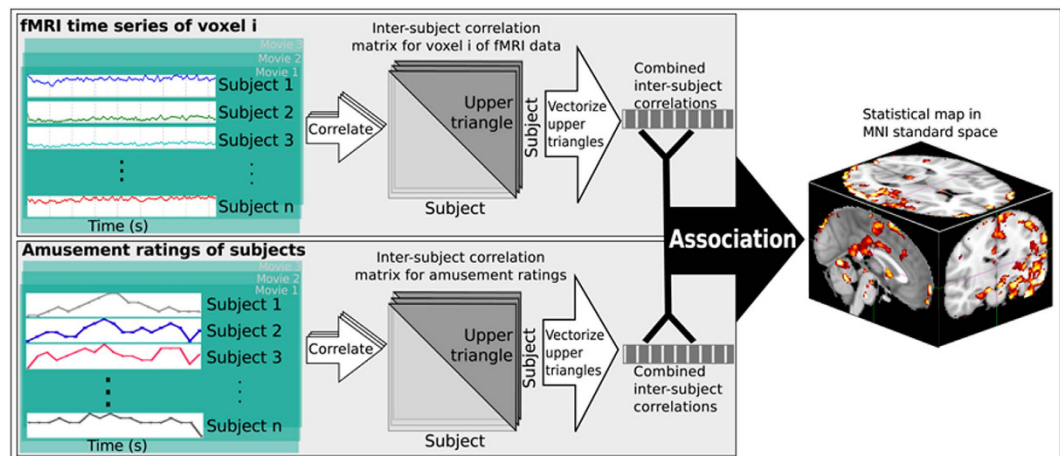 fMRI time series of voxel i
Movie 3
Movie 2
Movie 1
Subject 1
Subject 2
Subject 3
Subject n
Time (s)
Correlate
Inter-subject correlation
matrix for voxel i of fMRI data
Upper
triangle
Subject
Subject
Vectorize
upper
triangles
Combined
inter-subject
correlations
Amusement ratings of subjects
Movie 3
Movie 2
Movie 1
Subject 1
Subject 2
Subject 3
Subject n
Time (s)
Correlate
Inter-subject correlation
matrix for amusement ratings
Upper
triangle
Subject
Subject
Vectorize
upper
triangles
Combined
inter-subject
correlations
Association
Statistical map in
MNI standard space